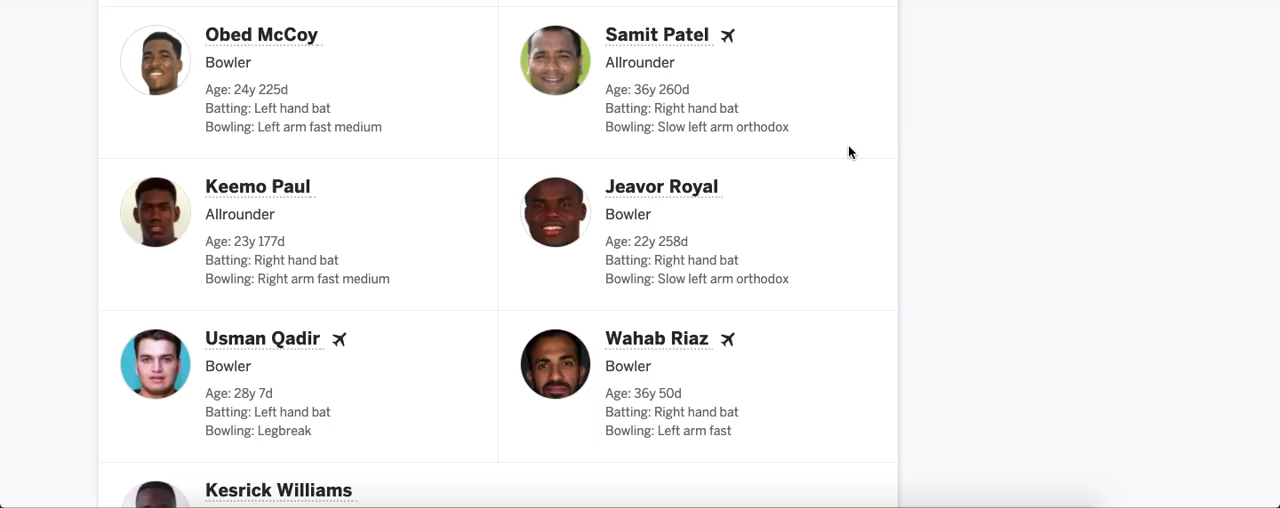 Obed McCoy
Bowler
Age: 24y 225d
Batting: Left hand bat
Bowling: Left arm fast medium
Samit Patel
Allrounder
Age: 36y 260d
Batting: Right hand bat
Bowling: Slow left arm orthodox
Keemo Paul
Allrounder
Age: 23y 177d
Batting: Right hand bat
Bowling: Right arm fast medium
Jeavor Royal
Bowler
Age: 22y 258d
Batting: Right hand bat
Bowling: Slow left arm orthodox
Usman Qadir
Bowler
Age: 28y 7d
Batting: Left hand bat
Bowling: Legbreak
Wahab Riaz
Bowler
Age: 36y 50d
Batting: Right hand bat
Bowling: Left arm fast
Kesrick Williams